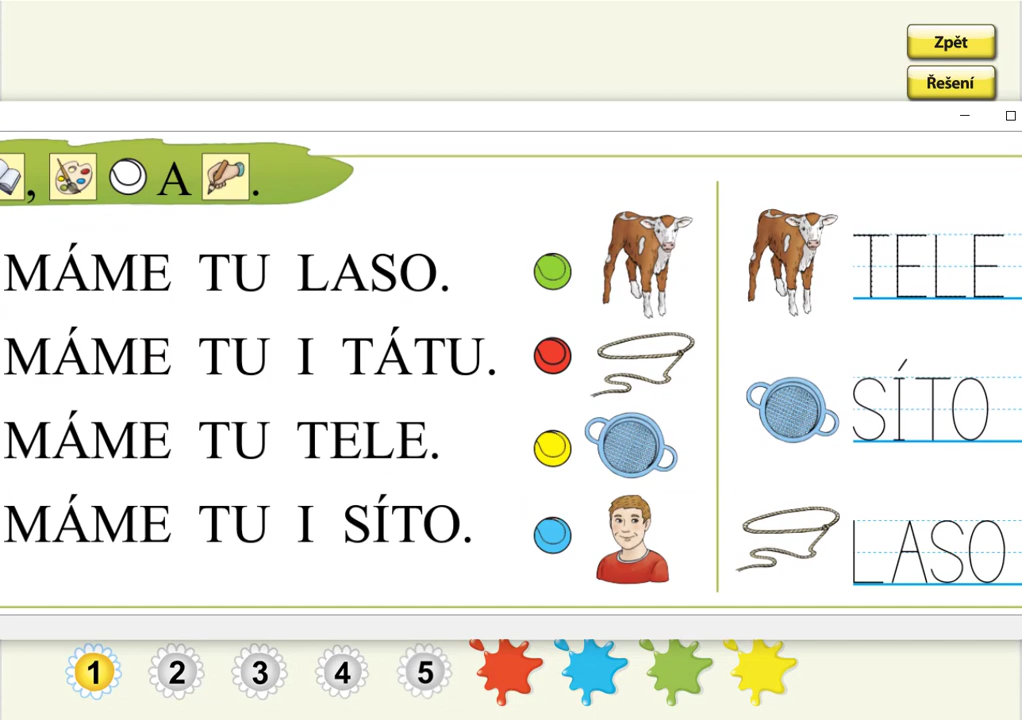 Zpět
Řešení
, A .
MÁME TU LASO.
MÁME TU I TÁTU.
MÁME TU TELE.
MÁME TU I SÍTO.
TELE
SÍTO
LASO
1 2 3 4 5